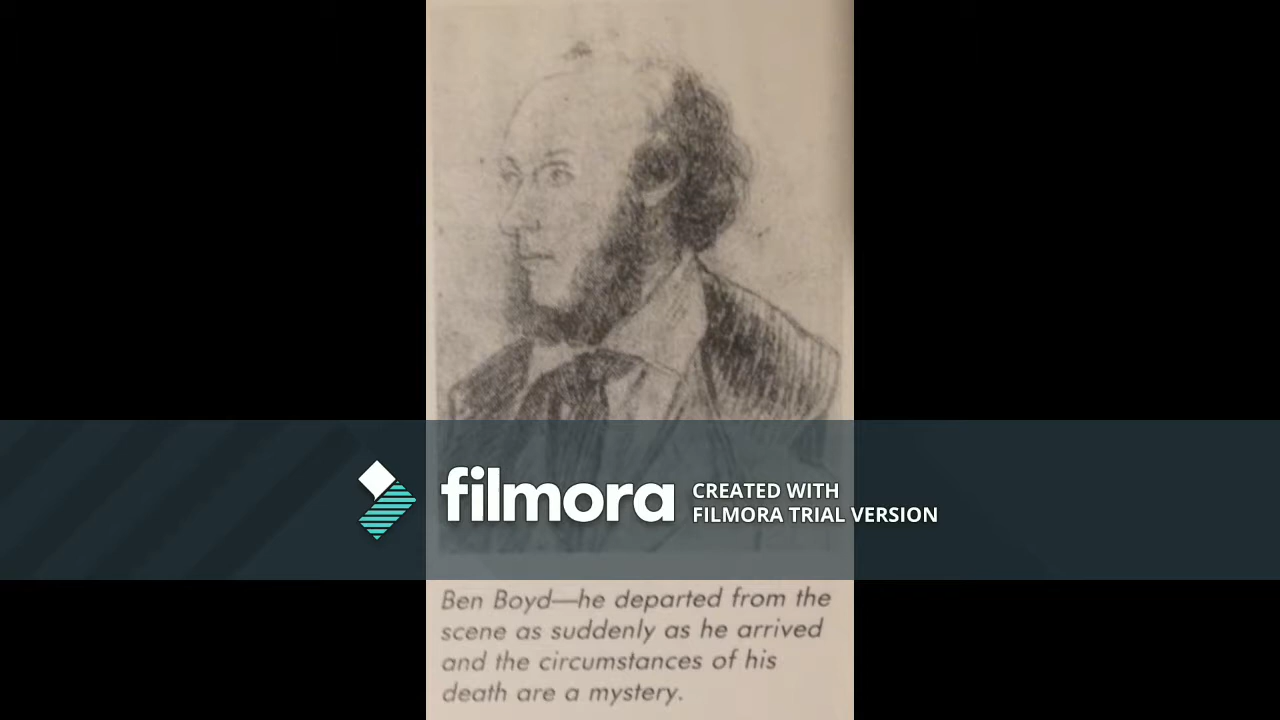 filmora
CREATED WITH
FILMORA TRIAL VERSION
Ben Boyd—he departed from the
scene as suddenly as he arrived
and the circumstances of his
death are a mystery.